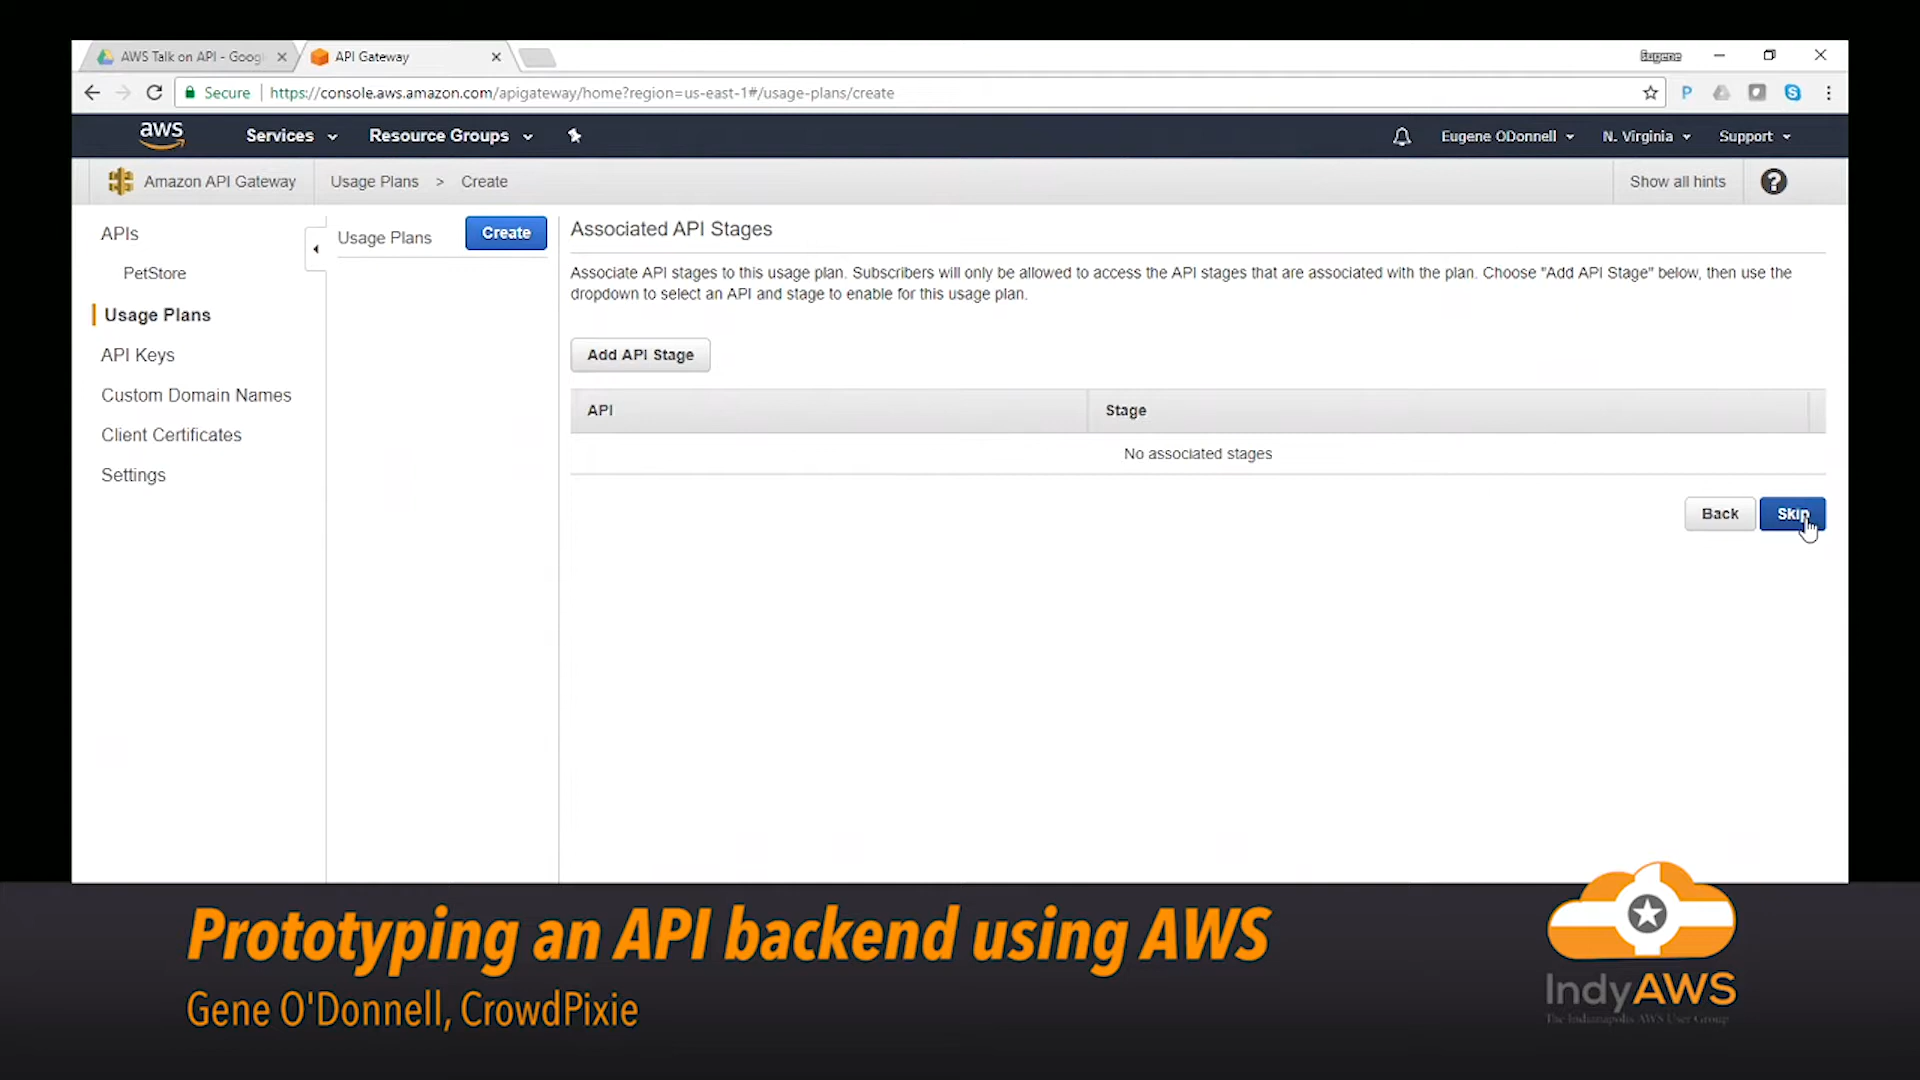 AWS Talk on API - Goog
API Gateway
Eugene
Secure
https://console.aws.amazon.com/apigateway/home?region=us-east-1#/usage-plans/create
aws
Services
Resource Groups
Eugene ODonnell
N. Virginia
Support
Amazon API Gateway
Usage Plans > Create
Show all hints
APIs
PetStore
Usage Plans
API Keys
Custom Domain Names
Client Certificates
Settings
Usage Plans
Create
Associated API Stages
Associate API stages to this usage plan. Subscribers will only be allowed to access the API stages that are associated with the plan. Choose "Add API Stage" below, then use the
dropdown to select an API and stage to enable for this usage plan.
Add API Stage
API
Stage
No associated stages
Back
Skip
Prototyping an API backend using AWS
Gene O'Donnell, CrowdPixie
IndyAWS
The Indianapolis AWS User Group